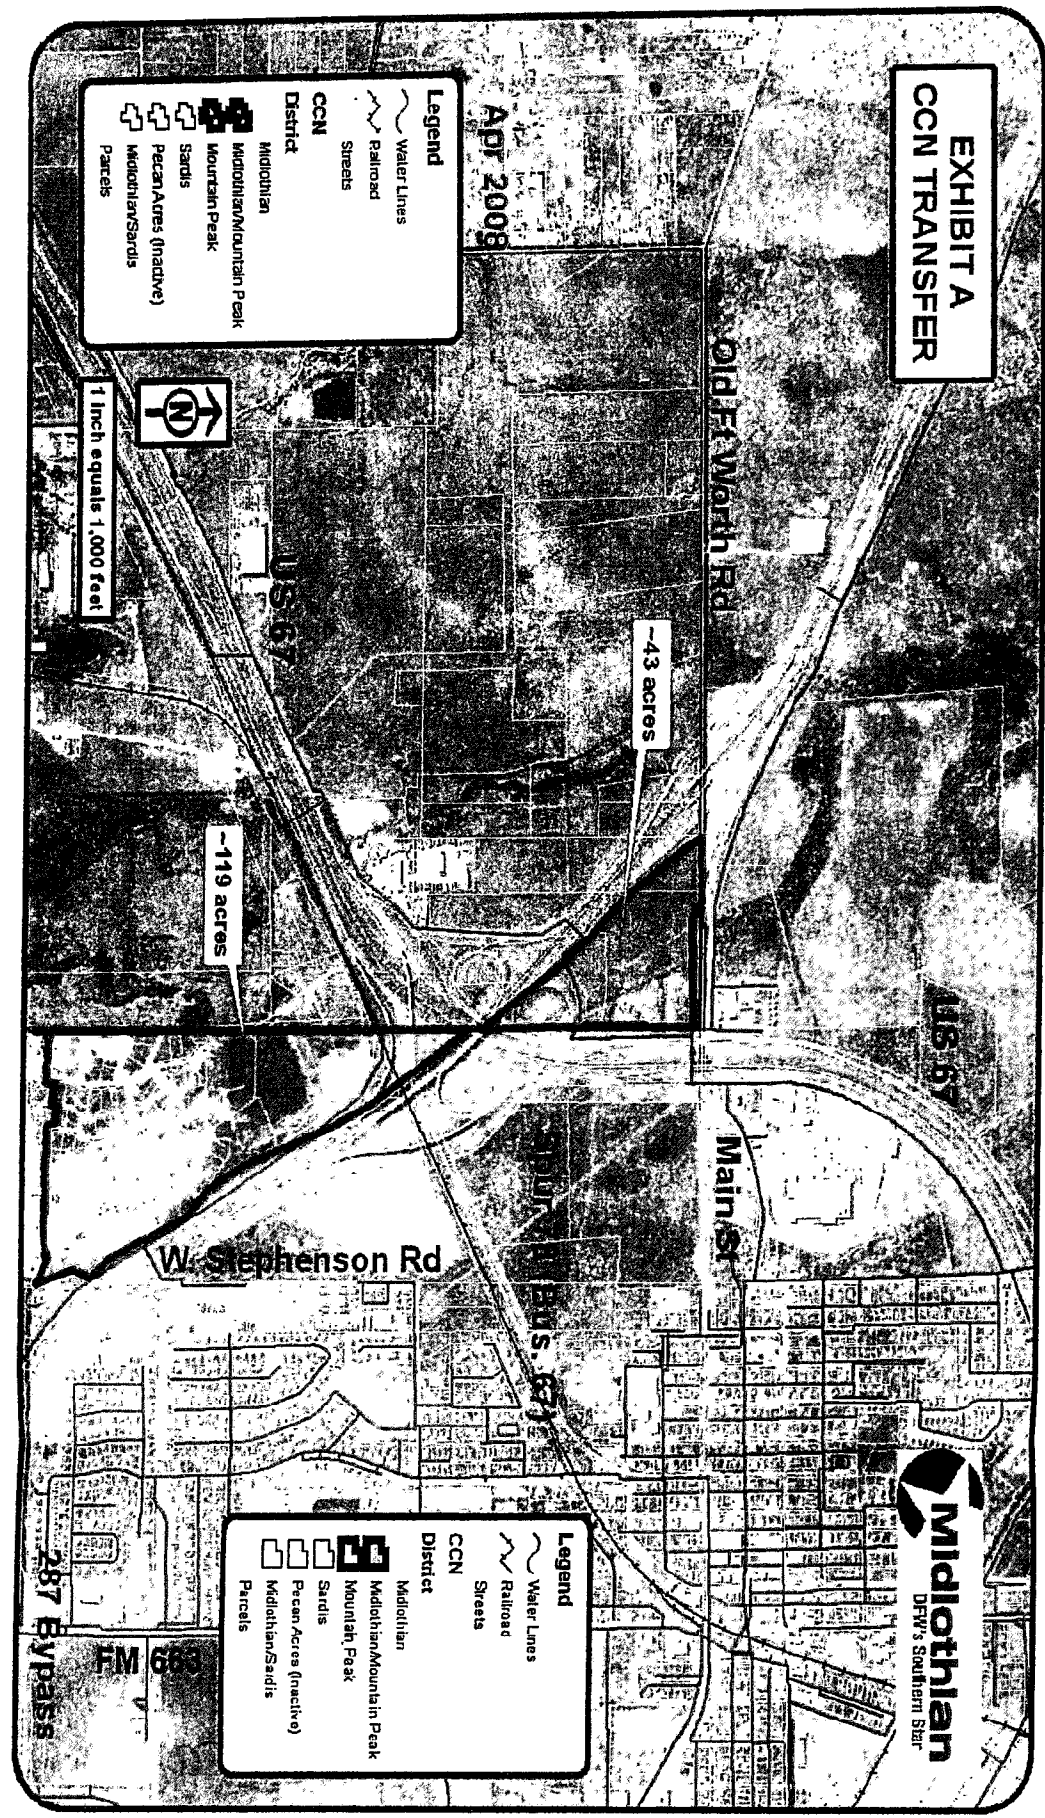 EXHIBIT A
CCN TRANSFER
Midlothian
DFW's Southern Star
US 67
Old Ft Worth Rd
Main St
~43 acres
Apr 2008
Legend
Water Lines
Railroad
Streets
CCN
District
Midlothian
Midlothian/Mountain Peak
Mountain Peak
Sardis
Pecan Acres (Inactive)
Midlothian/Sardis
Parcels
N
1 inch equals 1,000 feet
US 67
~119 acres
W. Stephenson Rd
Bus. 67)
Legend
Water Lines
Railroad
Streets
CCN
District
Midlothian
Midlothian/Mountain Peak
Mountain Peak
Sardis
Pecan Acres (Inactive)
Midlothian/Sardis
Parcels
FM 663
287 Bypass